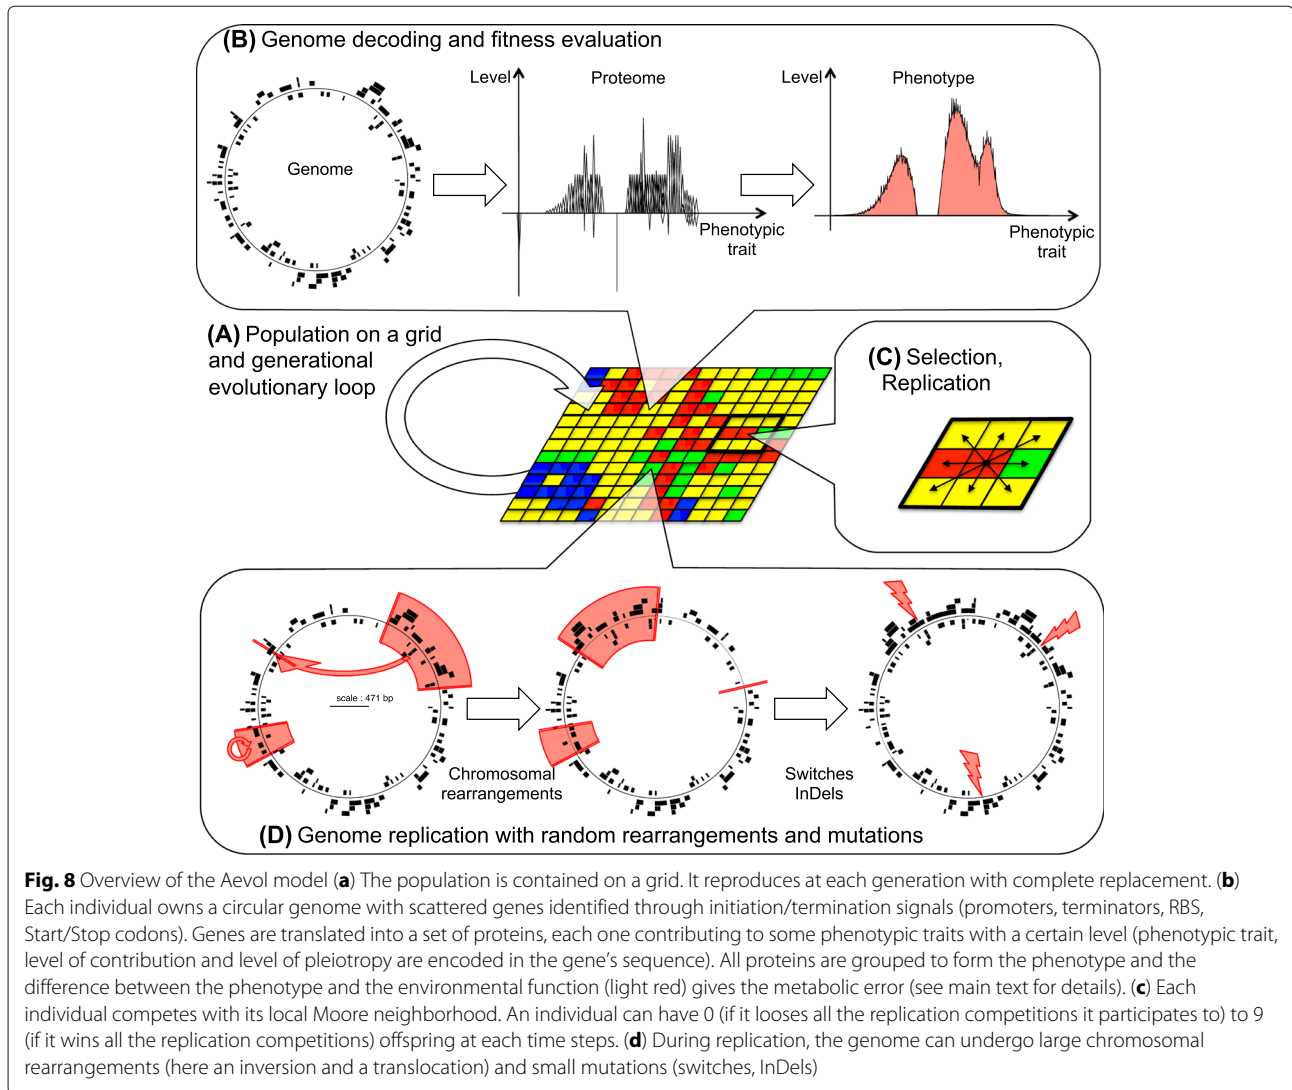 (B) Genome decoding and fitness evaluation
Level
Proteome
Level
Phenotype
Genome
Phenotypic
trait
Phenotypic
trait
(A) Population on a grid
and generational
evolutionary loop
(C) Selection,
Replication
scale : 471 bp
Chromosomal
rearrangements
Switches
InDels
(D) Genome replication with random rearrangements and mutations
Fig. 8 Overview of the Aevol model (a) The population is contained on a grid. It reproduces at each generation with complete replacement. (b)
Each individual owns a circular genome with scattered genes identified through initiation/termination signals (promoters, terminators, RBS,
Start/Stop codons). Genes are translated into a set of proteins, each one contributing to some phenotypic traits with a certain level (phenotypic trait,
level of contribution and level of pleiotropy are encoded in the gene's sequence). All proteins are grouped to form the phenotype and the
difference between the phenotype and the environmental function (light red) gives the metabolic error (see main text for details). (c) Each
individual competes with its local Moore neighborhood. An individual can have 0 (if it looses all the replication competitions it participates to) to 9
(if it wins all the replication competitions) offspring at each time steps. (d) During replication, the genome can undergo large chromosomal
rearrangements (here an inversion and a translocation) and small mutations (switches, InDels)